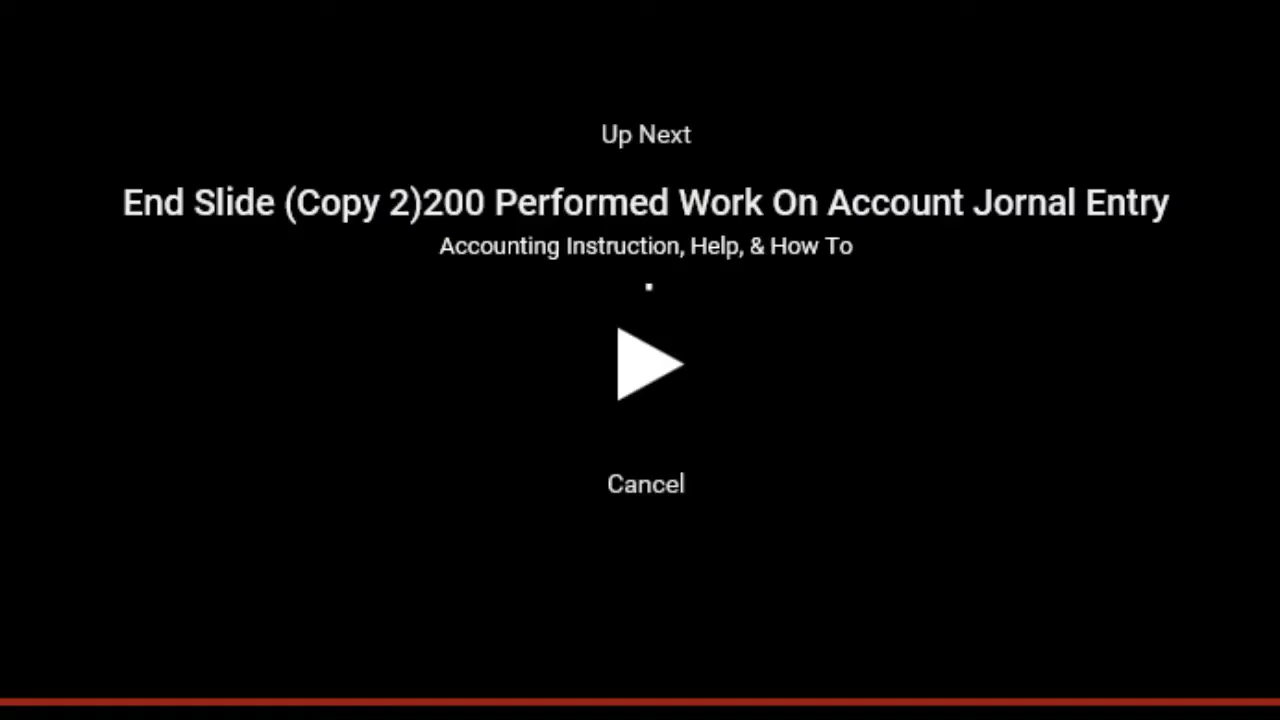 Up Next
End Slide (Copy 2)200 Performed Work On Account Jornal Entry
Accounting Instruction, Help, & How To
Cancel